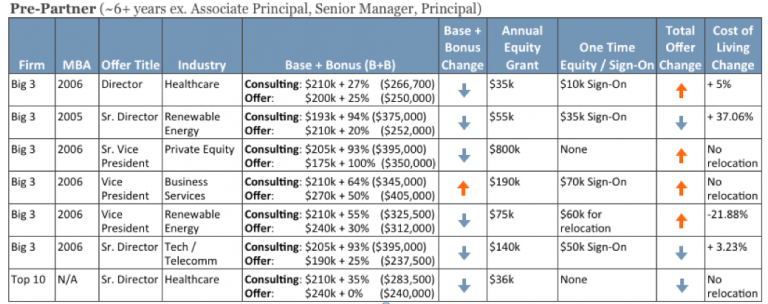 Pre-Partner (~6+ years ex. Associate Principal, Senior Manager, Principal)
Firm MBA Offer Title Industry Base + Bonus (B+B) Base + Bonus Change Annual Equity Grant One Time Equity / Sign-On Total Offer Change Cost of Living Change
Big 3 2006 Director Healthcare Consulting: $210k + 27% ($266,700) $35k $10k Sign-On + 5%
Offer: $200k + 25% ($250,000)
Big 3 2005 Sr. Director Renewable Consulting: $193k + 94% ($375,000) $55k $35k Sign-On + 37.06%
Energy Offer: $210k + 20% ($252,000)
Big 3 2006 Sr. Vice Private Equity Consulting: $205k + 93% ($395,000) $800k None No
President Offer: $175k + 100% ($350,000) relocation
Big 3 2006 Vice Business Consulting: $210k + 64% ($345,000) $190k $70k Sign-On No
President Services Offer: $270k + 50% ($405,000) relocation
Big 3 2006 Vice Renewable Consulting: $210k + 55% ($325,500) $75k $60k for -21.88%
President Energy Offer: $240k + 30% ($312,000) relocation
Big 3 2006 Sr. Director Tech / Consulting: $205k + 93% ($395,000) $140k $50k Sign-On + 3.23%
Telecomm Offer: $190k + 25% ($237,500)
Top 10 N/A Sr. Director Healthcare Consulting: $210k + 35% ($283,500) $36k None No
Offer: $240k + 0% ($240,000) relocation